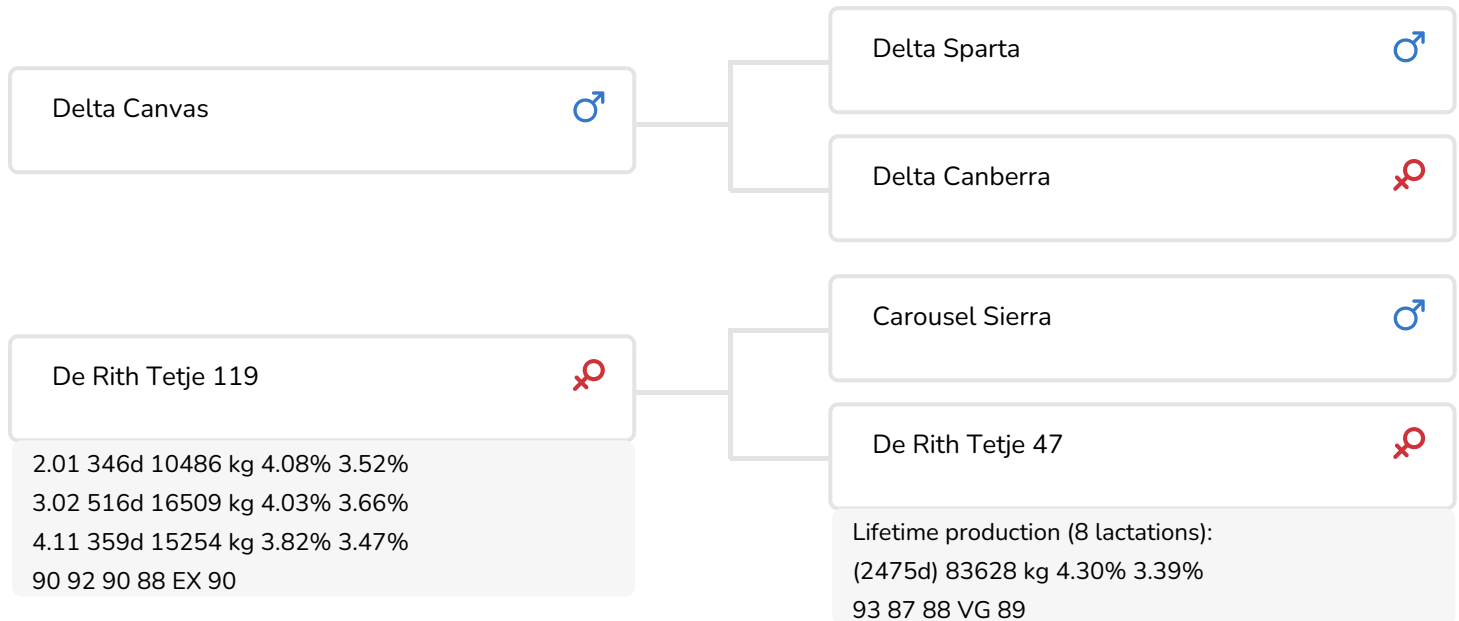 Delta Canvas
Delta Sparta
Delta Canberra
De Rith Tetje 119
2.01 346d 10486 kg 4.08% 3.52%
3.02 516d 16509 kg 4.03% 3.66%
4.11 359d 15254 kg 3.82% 3.47%
90 92 90 88 EX 90
Carousel Sierra
De Rith Tetje 47
Lifetime production (8 lactations):
(2475d) 83628 kg 4.30% 3.39%
93 87 88 VG 89